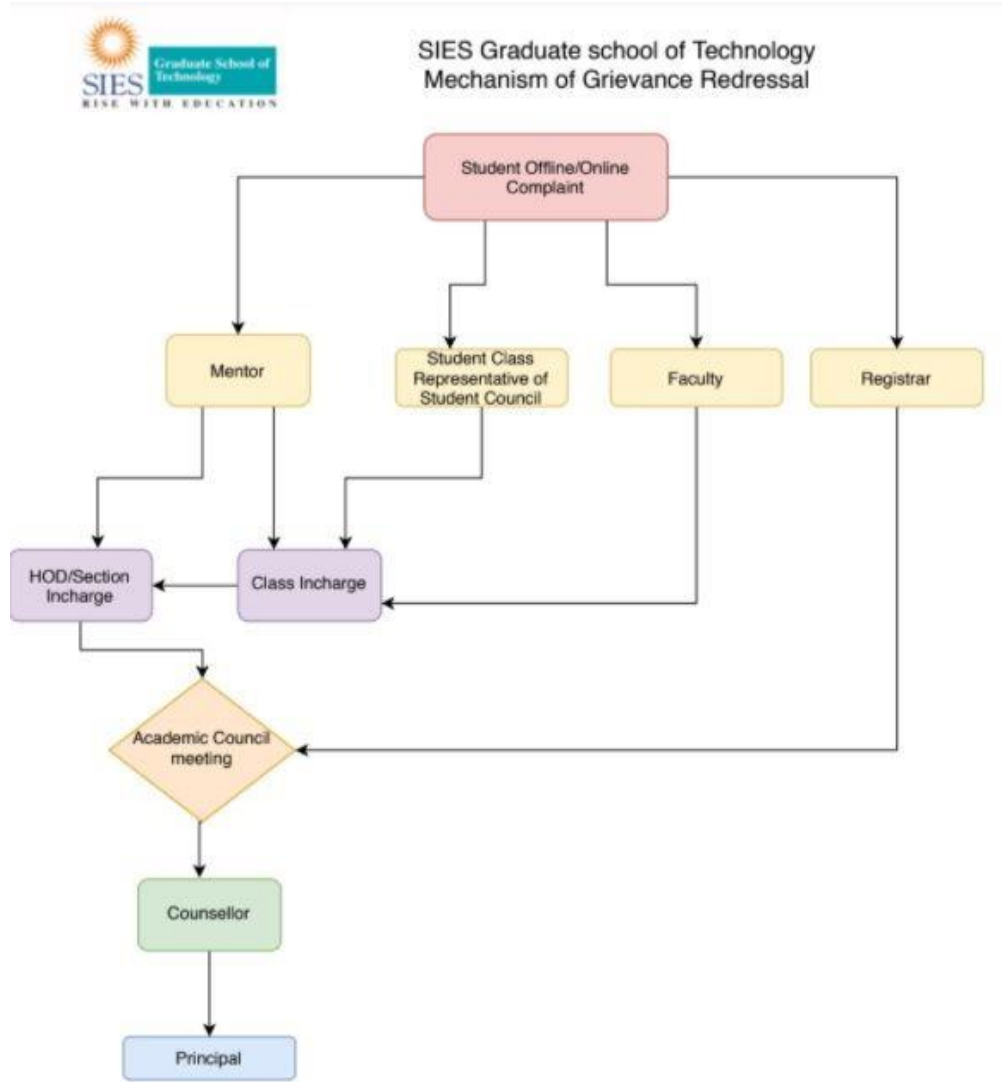 SIES
Graduate School of
Technology
RISE WITH EDUCATION
SIES Graduate school of Technology
Mechanism of Grievance Redressal
Student Offline/Online
Complaint
Mentor
Student Class
Representative of
Student Council
Faculty
Registrar
HOD/Section
Incharge
Class Incharge
Academic Council
meeting
Counsellor
Principal